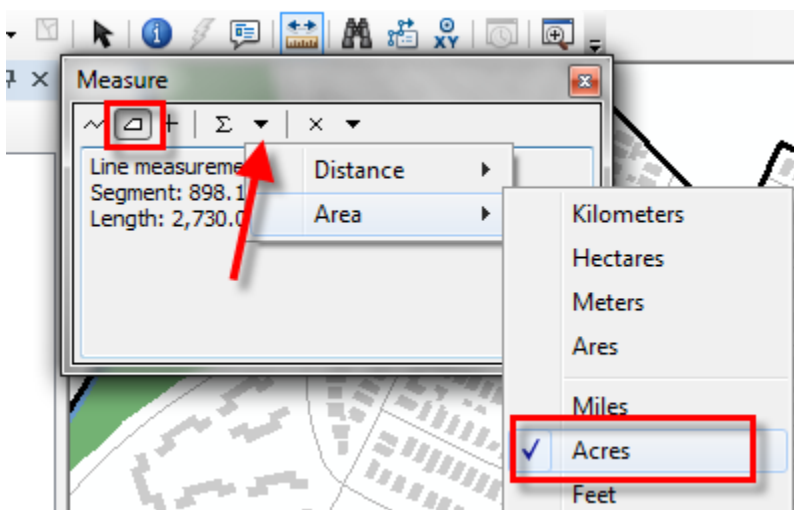 XY
Measure
Σ
Line measureme
Segment: 898.1
Length: 2,730.0
Distance
Area
Kilometers
Hectares
Meters
Ares
Miles
Acres
Feet